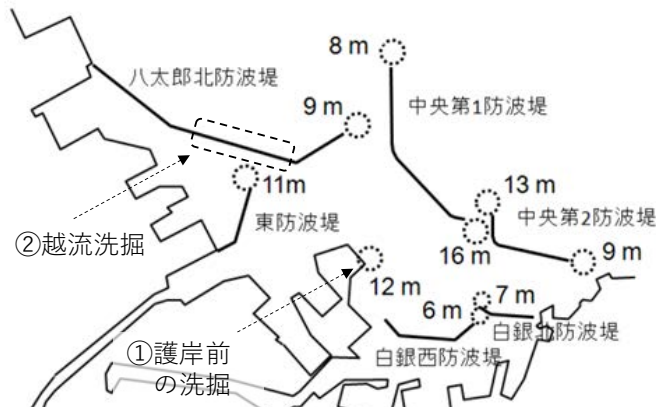 8 m
八太郎北防波堤
9 m
中央第1防波堤
11m
13 m
東防波堤
中央第2防波堤
②越流洗掘
16 m
9 m
12 m
7 m
6 m
白銀北防波堤
①護岸前
の洗掘
白銀西防波堤